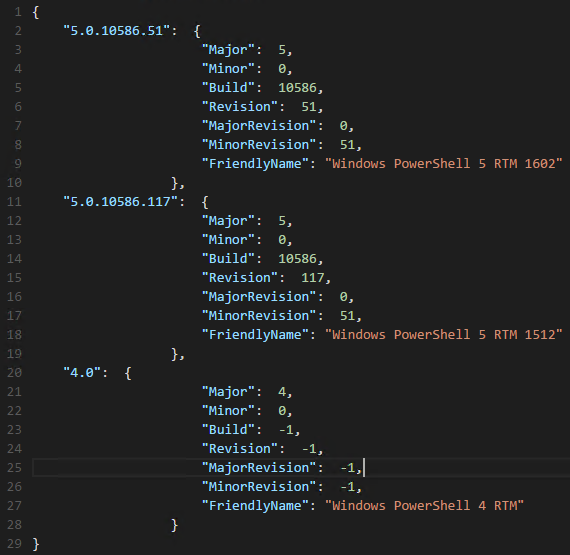 1 {
2     "5.0.10586.51":  {
3                       "Major":  5,
4                       "Minor":  0,
5                       "Build":  10586,
6                       "Revision":  51,
7                       "MajorRevision":  0,
8                       "MinorRevision":  51,
9                       "FriendlyName": "Windows PowerShell 5 RTM 1602"
10                   },
11     "5.0.10586.117":  {
12                       "Major":  5,
13                       "Minor":  0,
14                       "Build":  10586,
15                       "Revision":  117,
16                       "MajorRevision":  0,
17                       "MinorRevision":  51,
18                       "FriendlyName": "Windows PowerShell 5 RTM 1512"
19                   },
20     "4.0":  {
21                       "Major":  4,
22                       "Minor":  0,
23                       "Build":  -1,
24                       "Revision":  -1,
25                       "MajorRevision":  -1,
26                       "MinorRevision":  -1,
27                       "FriendlyName": "Windows PowerShell 4 RTM"
28                   }
29 }